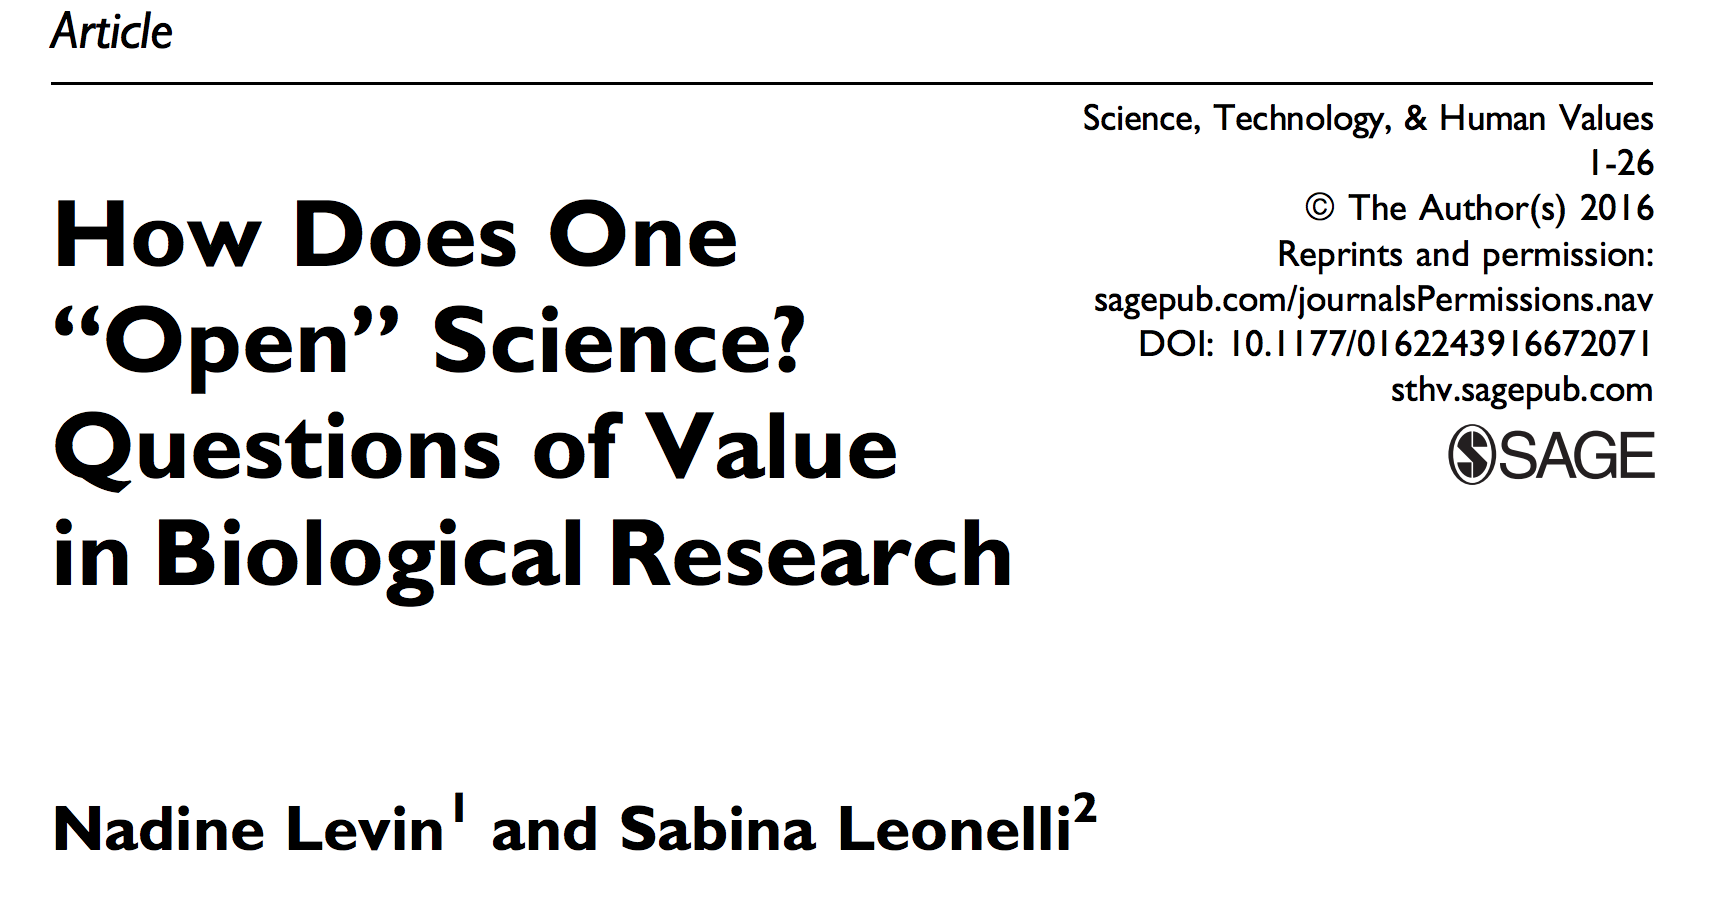 Article
Science, Technology, & Human Values
1-26
© The Author(s) 2016
Reprints and permission:
sagepub.com/journalsPermissions.nav
DOI: 10.1177/0162243916672071
sthv.sagepub.com
SAGE
How Does One
“Open” Science?
Questions of Value
in Biological Research
Nadine Levin1 and Sabina Leonelli2